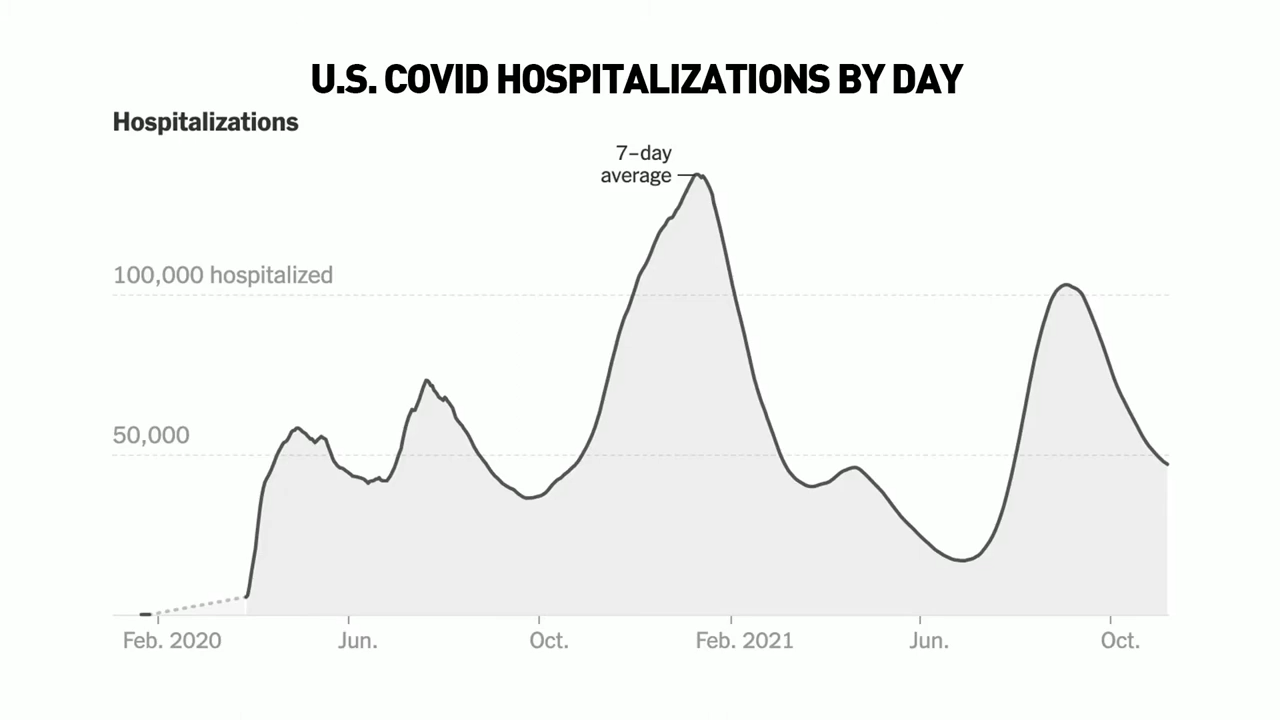 U.S. COVID HOSPITALIZATIONS BY DAY
Hospitalizations
7–day
average
100,000 hospitalized
50,000
Feb. 2020 Jun. Oct. Feb. 2021 Jun. Oct.